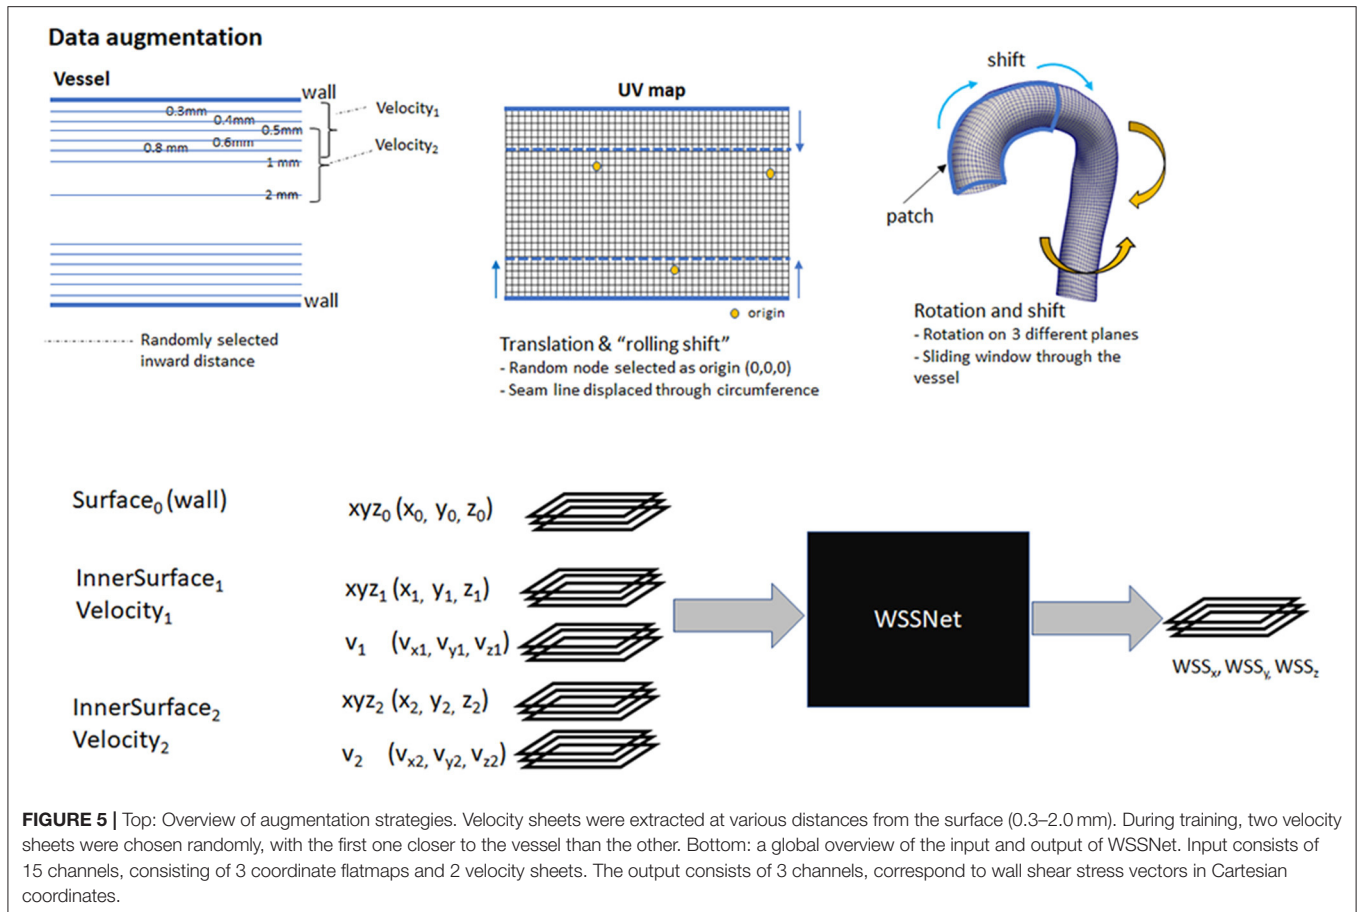 Data augmentation
Vessel
wall
0.3mm
0.4mm
0.5mm
0.6mm
0.8 mm
1 mm
2 mm
Velocity₁
Velocity₂
wall
Randomly selected
inward distance
UV map
origin
Translation & “rolling shift”
- Random node selected as origin (0,0,0)
- Seam line displaced through circumference
shift
patch
Rotation and shift
- Rotation on 3 different planes
- Sliding window through the
vessel
Surface₀ (wall)
xyz₀ (x₀, y₀, z₀)
InnerSurface₁
Velocity₁
xyz₁ (x₁, y₁, z₁)
v₁ (vₓ₁, vᵧ₁, v_z1)
InnerSurface₂
Velocity₂
xyz₂ (x₂, y₂, z₂)
v₂ (vₓ₂, vᵧ₂, v_z2)
WSSNet
WSSₓ, WSSᵧ, WSS_z
FIGURE 5 | Top: Overview of augmentation strategies. Velocity sheets were extracted at various distances from the surface (0.3–2.0 mm). During training, two velocity
sheets were chosen randomly, with the first one closer to the vessel than the other. Bottom: a global overview of the input and output of WSSNet. Input consists of
15 channels, consisting of 3 coordinate flatmaps and 2 velocity sheets. The output consists of 3 channels, correspond to wall shear stress vectors in Cartesian
coordinates.